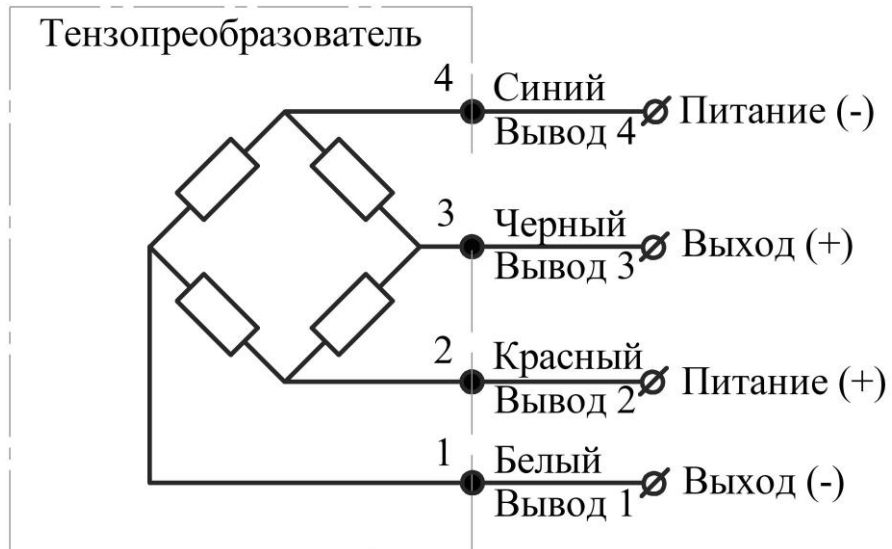 Тензопреобразователь
4 Синий
Вывод 4 Питание (-)
3 Черный
Вывод 3 Выход (+)
2 Красный
Вывод 2 Питание (+)
1 Белый
Вывод 1 Выход (-)